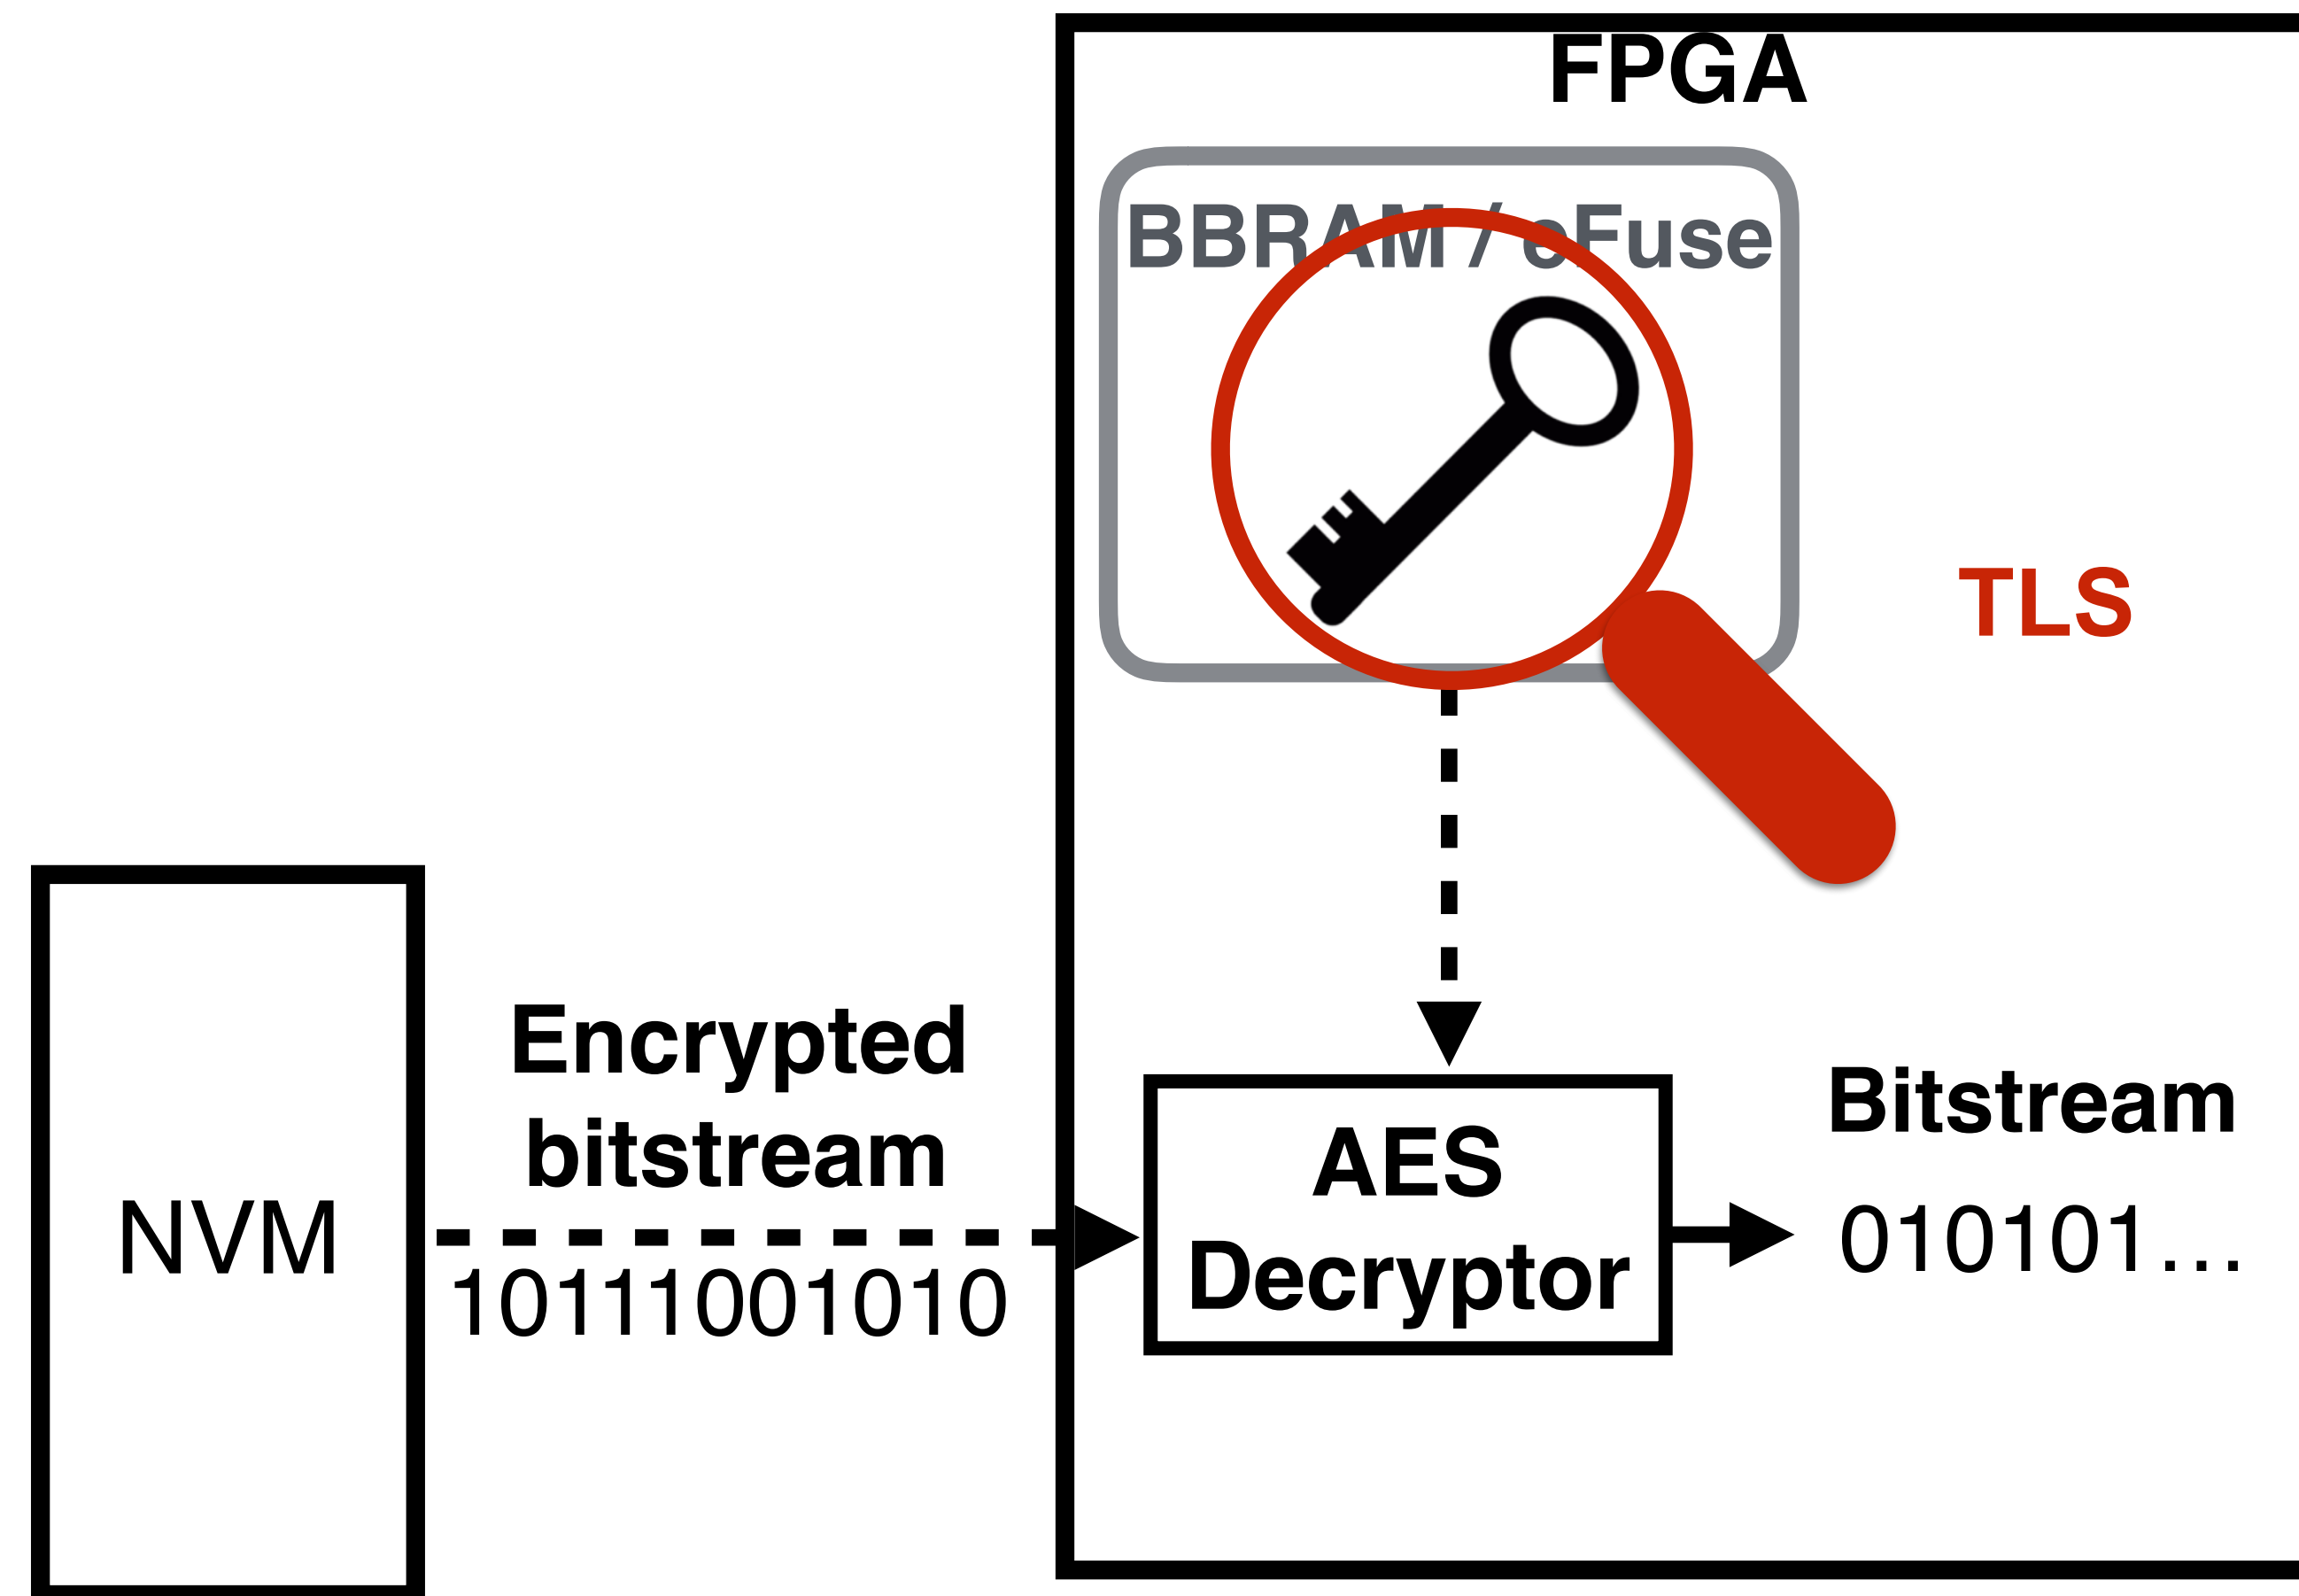 FPGA
BBRAM / eFuse
TLS
Encrypted
bitstream
NVM
10111001010
AES
Decryptor
Bitstream
010101...